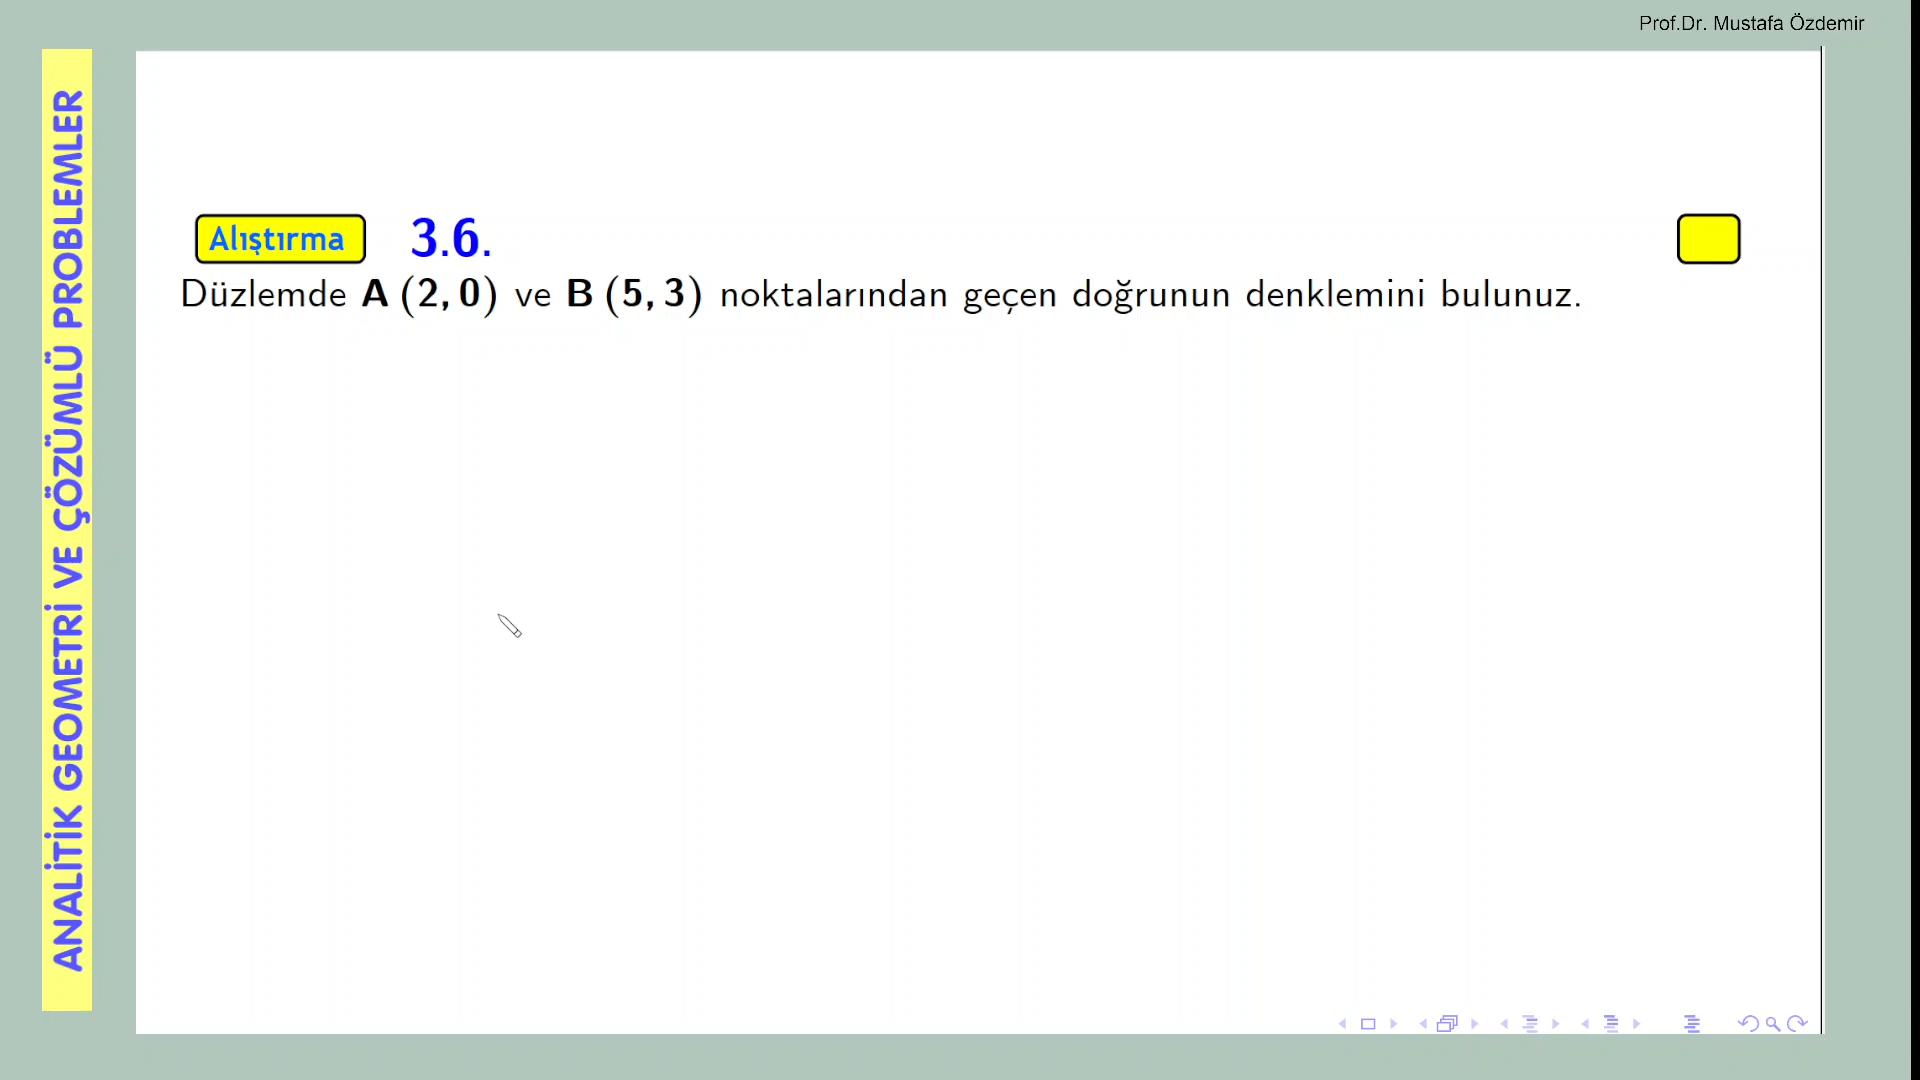 Prof.Dr. Mustafa Özdemir
ANALİTİK GEOMETRİ VE ÇÖZÜMLÜ PROBLEMLER
Alıştırma 3.6.
Düzlemde A (2, 0) ve B (5, 3) noktalarından geçen doğrunun denklemini bulunuz.